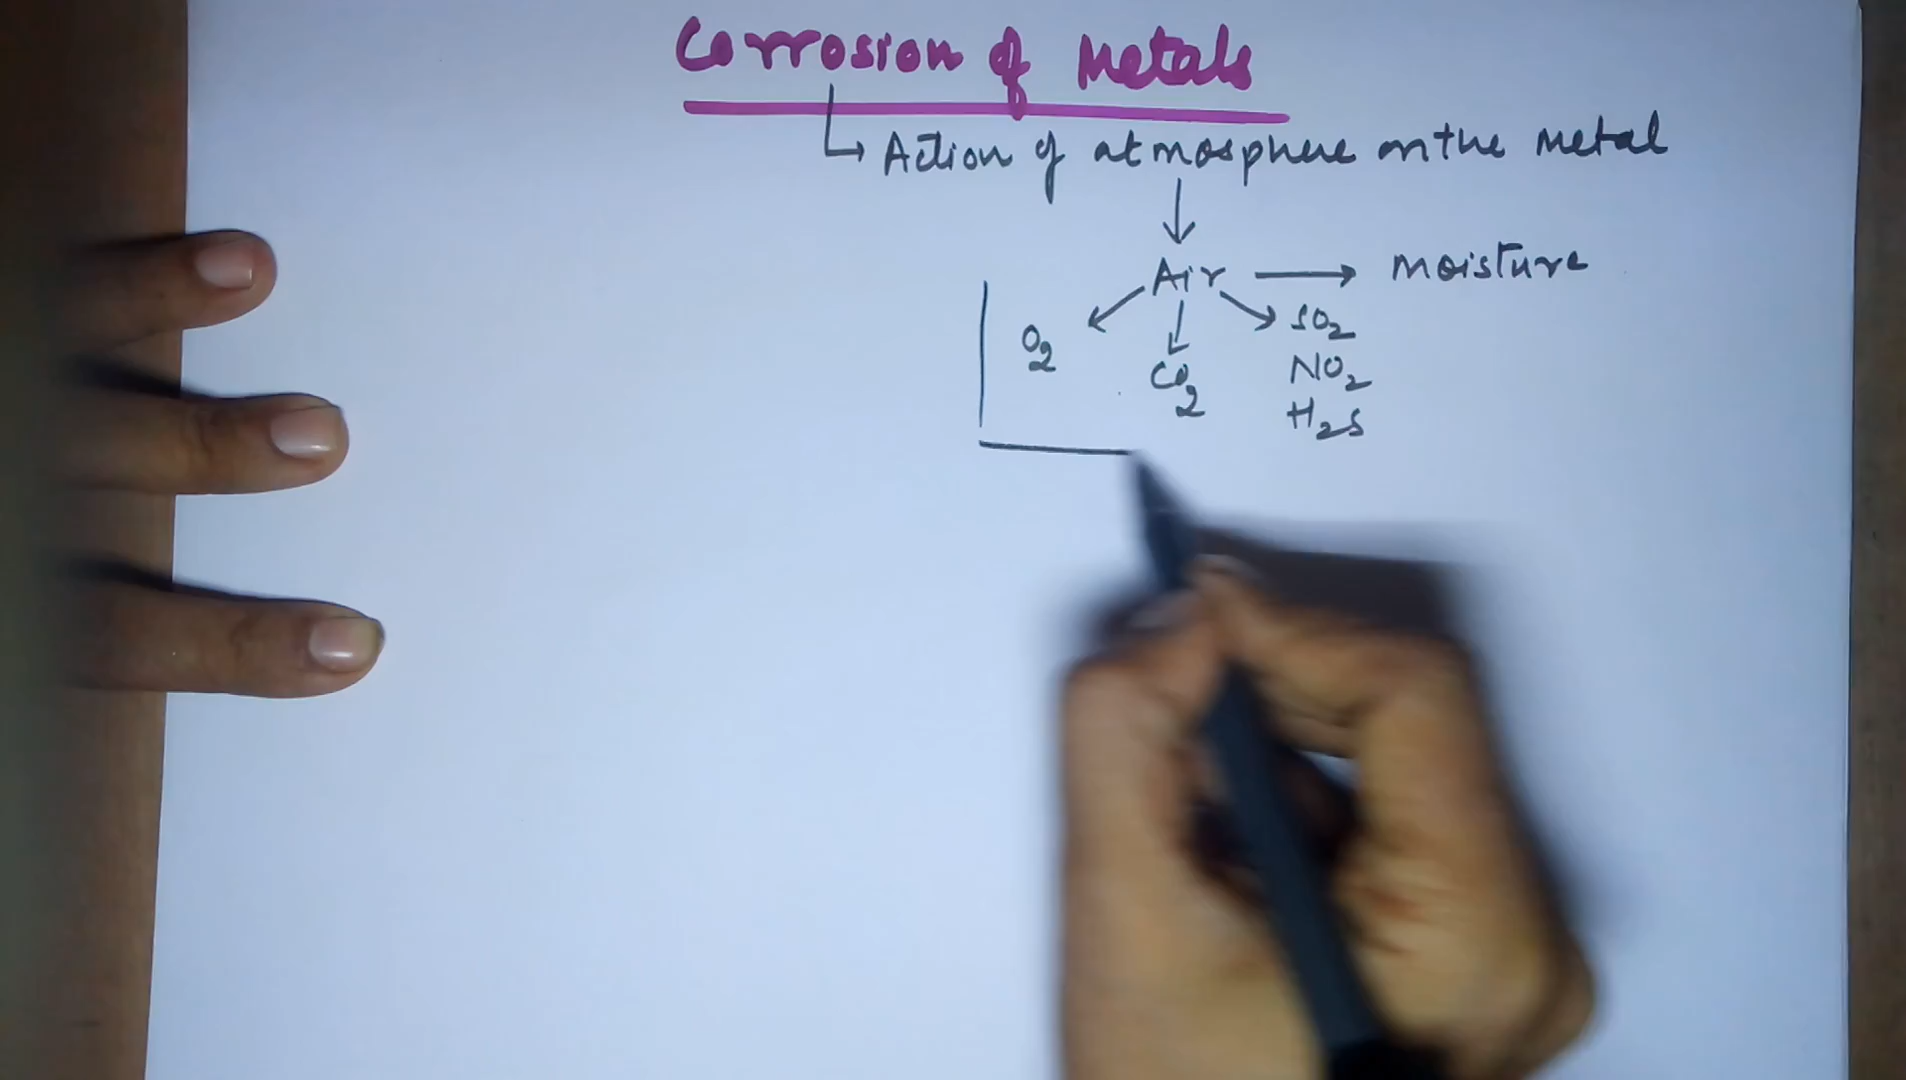 Corrosion of Metals
Action of atmosphere on the Metal
Air → Moisture
O2 CO2 SO2
NO2
H2S